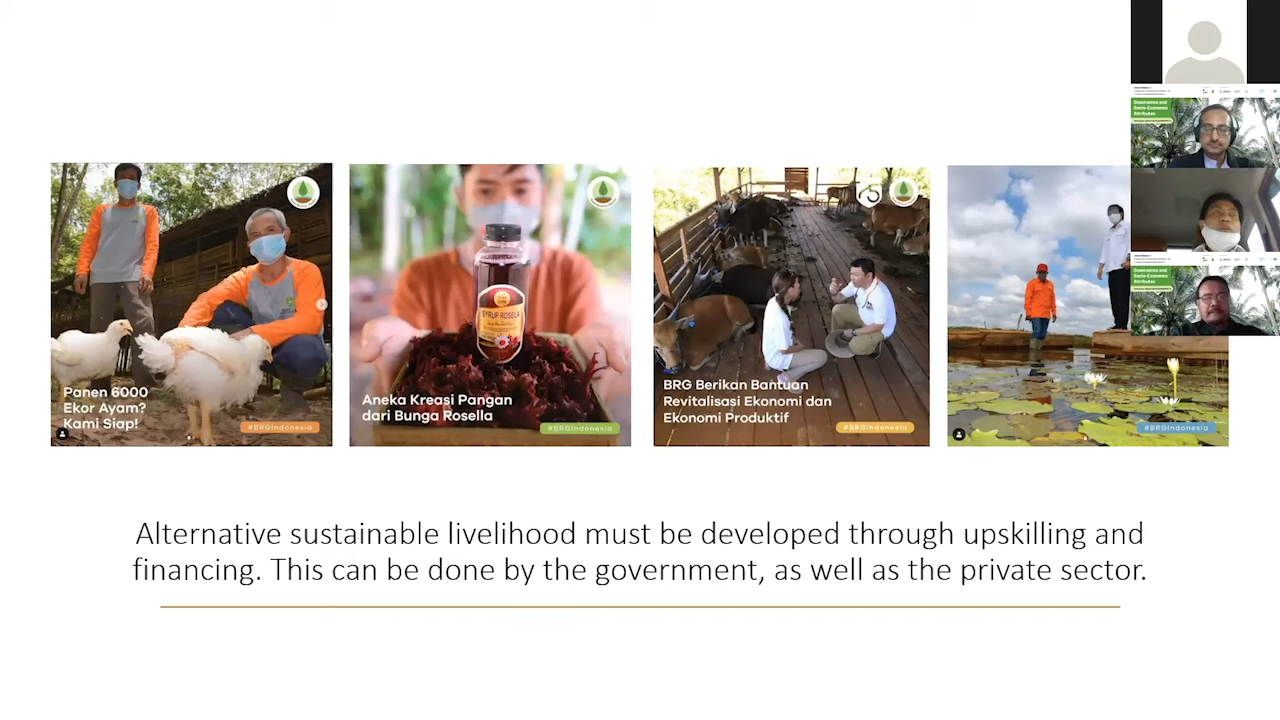 Governance and
Socio-Economic
Attributes
SYRUP ROSELA
Panen 6000
Ekor Ayam?
Kami Siap!
#BRGIndonesia
Aneka Kreasi Pangan
dari Bunga Rosella
#BRGIndonesia
BRG Berikan Bantuan
Revitalisasi Ekonomi dan
Ekonomi Produktif
#BRGIndonesia
Governance and
Socio-Economic
Attributes
#BRGIndonesia
Alternative sustainable livelihood must be developed through upskilling and
financing. This can be done by the government, as well as the private sector.